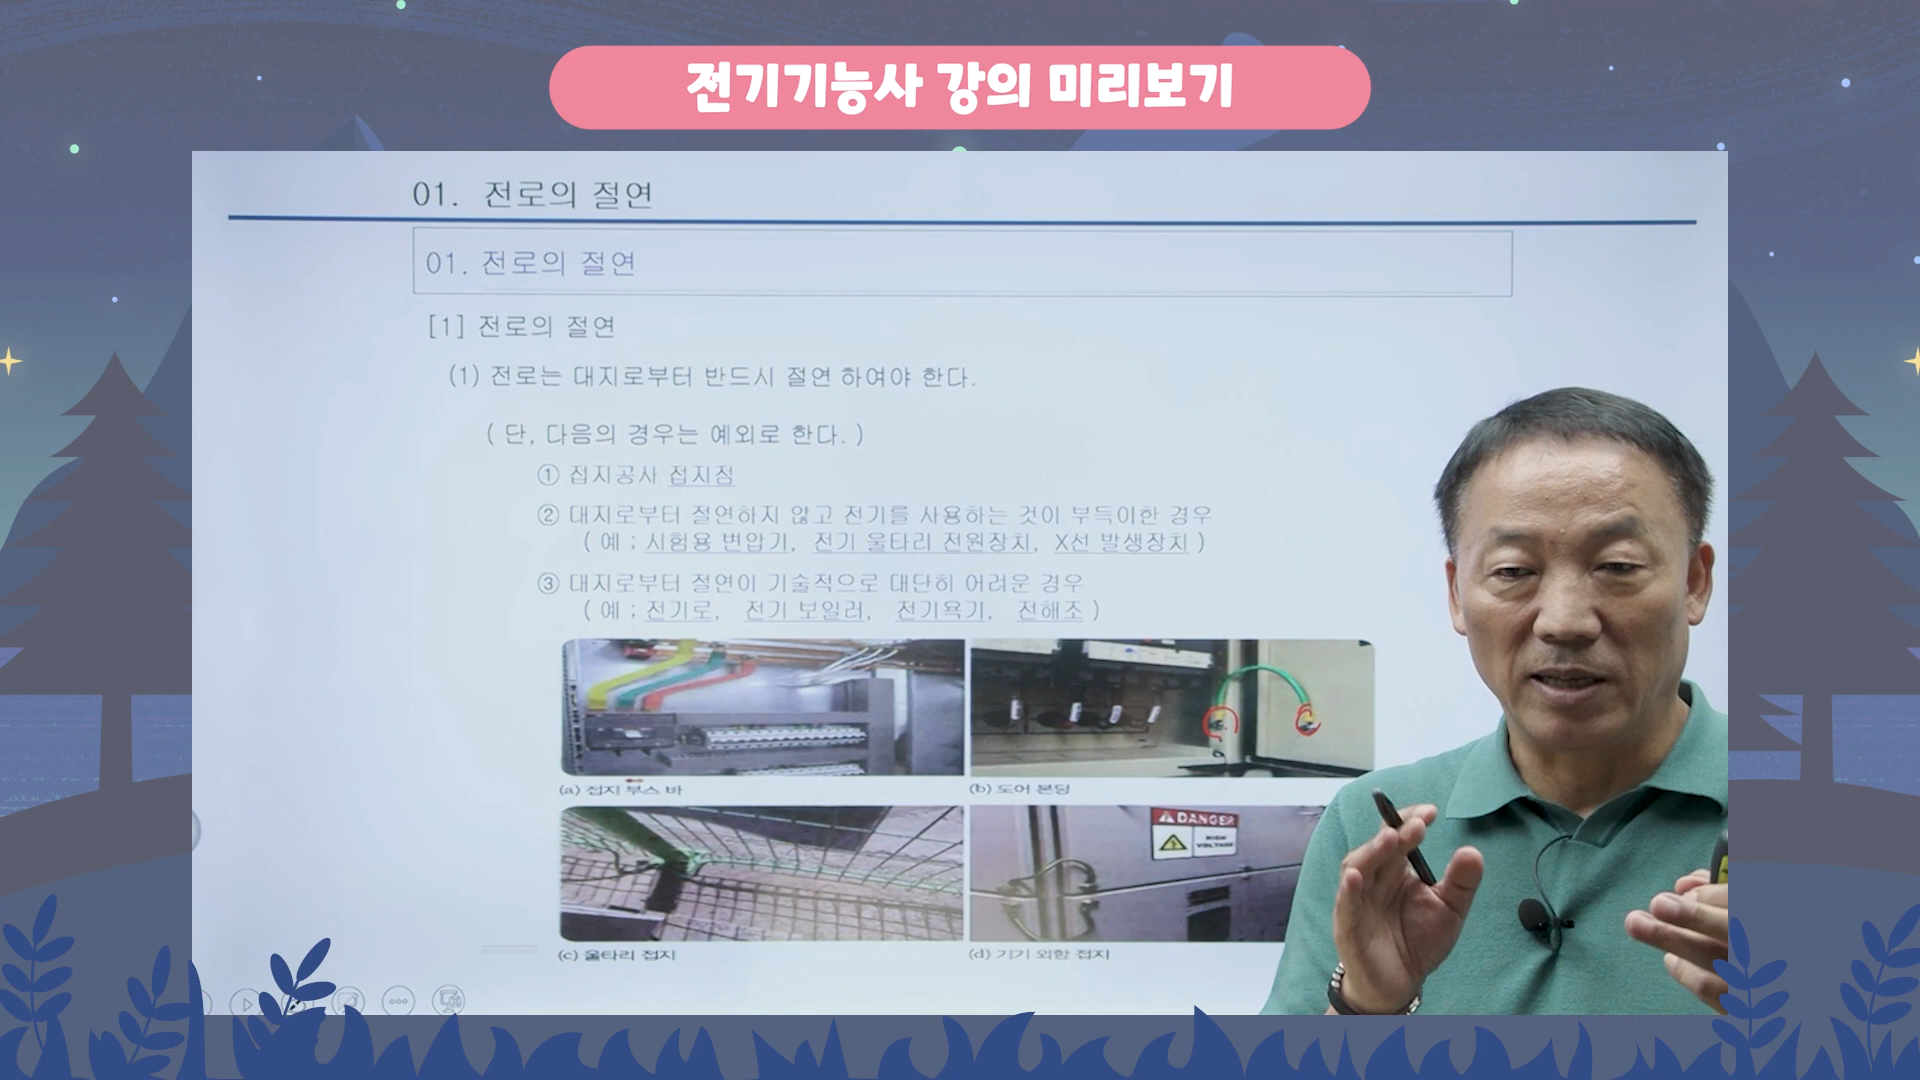 전기기능사 강의 미리보기
01. 전로의 절연
01. 전로의 절연
[1] 전로의 절연
(1) 전로는 대지로부터 반드시 절연 하여야 한다.
( 단, 다음의 경우는 예외로 한다. )
① 접지공사 접지점
② 대지로부터 절연하지 않고 전기를 사용하는 것이 부득이한 경우
( 예 ; 시험용 변압기, 전기 울타리 전원장치, X선 발생장치 )
③ 대지로부터 절연이 기술적으로 대단히 어려운 경우
( 예 ; 전기로, 전기 보일러, 전기욕기, 전해조 )
(a) 접지 부스 바
(b) 도어 본딩
DANGER
HIGH
VOLTAGE
(c) 울타리 접지
(d) 기기 외함 접지